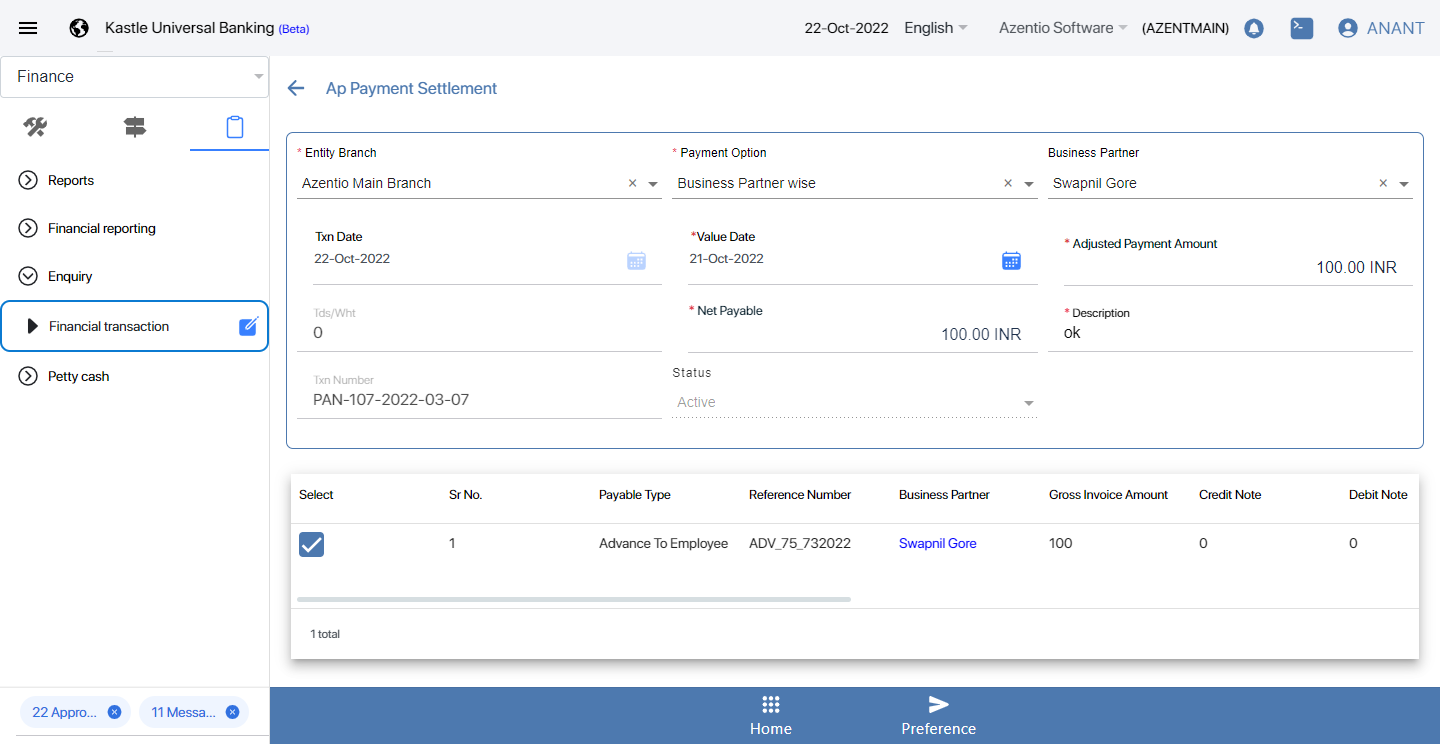 Kastle Universal Banking (Beta)
22-Oct-2022
English
Azentio Software
(AZENTMAIN)
ANANT
Finance
Reports
Financial reporting
Enquiry
Financial transaction
Petty cash
22 Appro...
11 Messa...
Ap Payment Settlement
* Entity Branch
Azentio Main Branch
* Payment Option
Business Partner wise
Business Partner
Swapnil Gore
Txn Date
22-Oct-2022
*Value Date
21-Oct-2022
* Adjusted Payment Amount
100.00 INR
Tds/Wht
0
* Net Payable
100.00 INR
* Description
ok
Txn Number
PAN-107-2022-03-07
Status
Active
Select Sr No. Payable Type Reference Number Business Partner Gross Invoice Amount Credit Note Debit Note
1 Advance To Employee ADV_75_732022 Swapnil Gore 100 0 0
1 total
Home
Preference